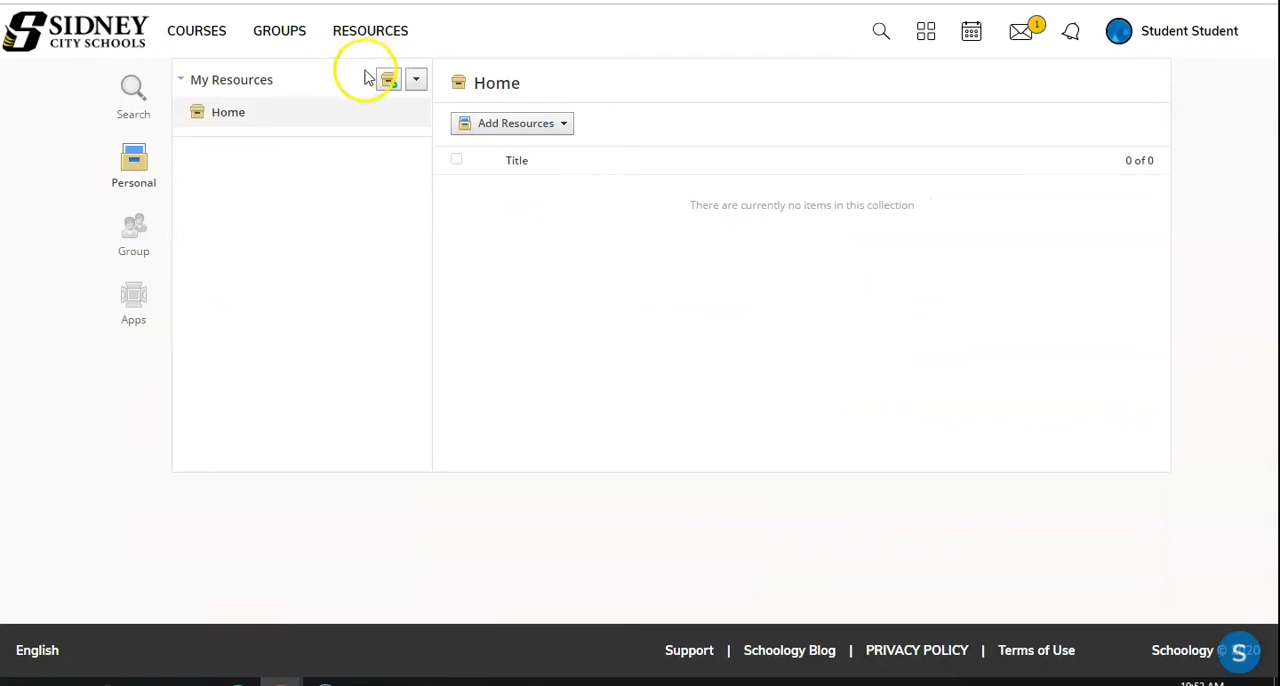 SIDNEY
CITY SCHOOLS
COURSES
GROUPS
RESOURCES
1
Student Student
Search
Personal
Group
Apps
My Resources
Home
Home
Add Resources
Title
0 of 0
There are currently no items in this collection
English
Support | Schoology Blog | PRIVACY POLICY | Terms of Use
Schoology ©
S